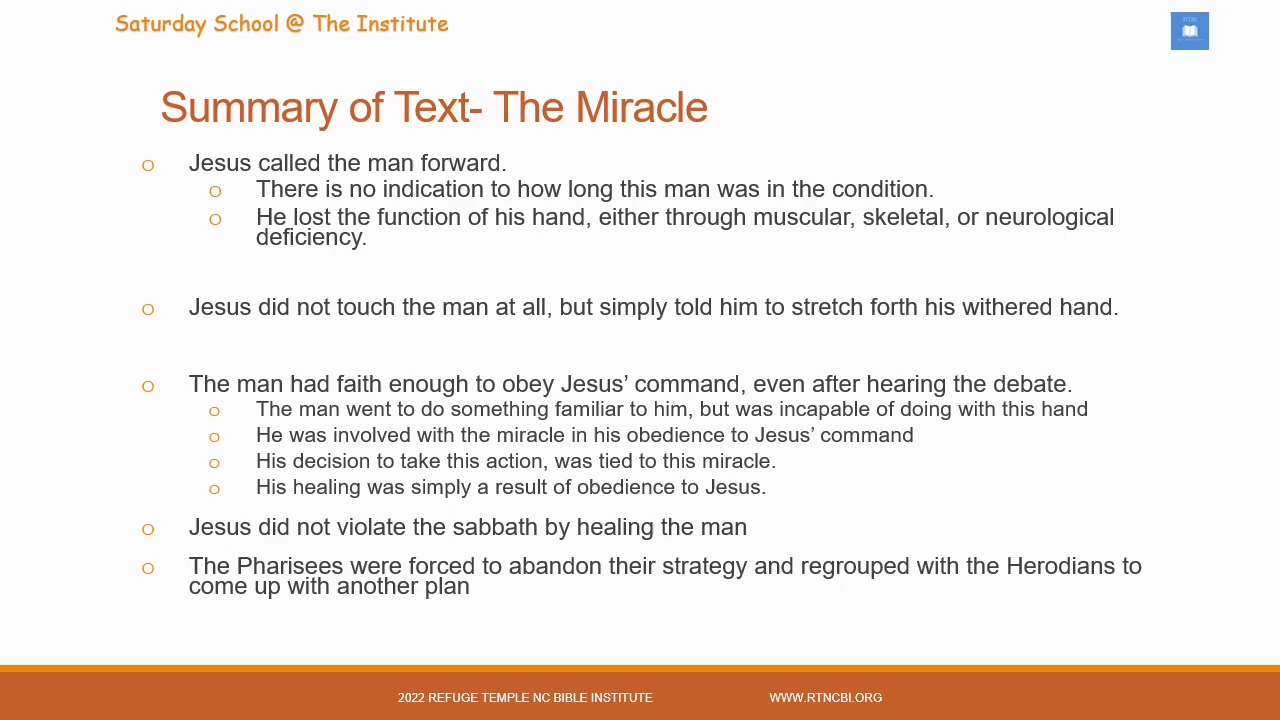 Saturday School @ The Institute
RTBI
Summary of Text- The Miracle
o Jesus called the man forward.
o There is no indication to how long this man was in the condition.
o He lost the function of his hand, either through muscular, skeletal, or neurological
deficiency.
o Jesus did not touch the man at all, but simply told him to stretch forth his withered hand.
o The man had faith enough to obey Jesus’ command, even after hearing the debate.
o The man went to do something familiar to him, but was incapable of doing with this hand
o He was involved with the miracle in his obedience to Jesus’ command
o His decision to take this action, was tied to this miracle.
o His healing was simply a result of obedience to Jesus.
o Jesus did not violate the sabbath by healing the man
o The Pharisees were forced to abandon their strategy and regrouped with the Herodians to
come up with another plan
2022 REFUGE TEMPLE NC BIBLE INSTITUTE WWW.RTNCBI.ORG